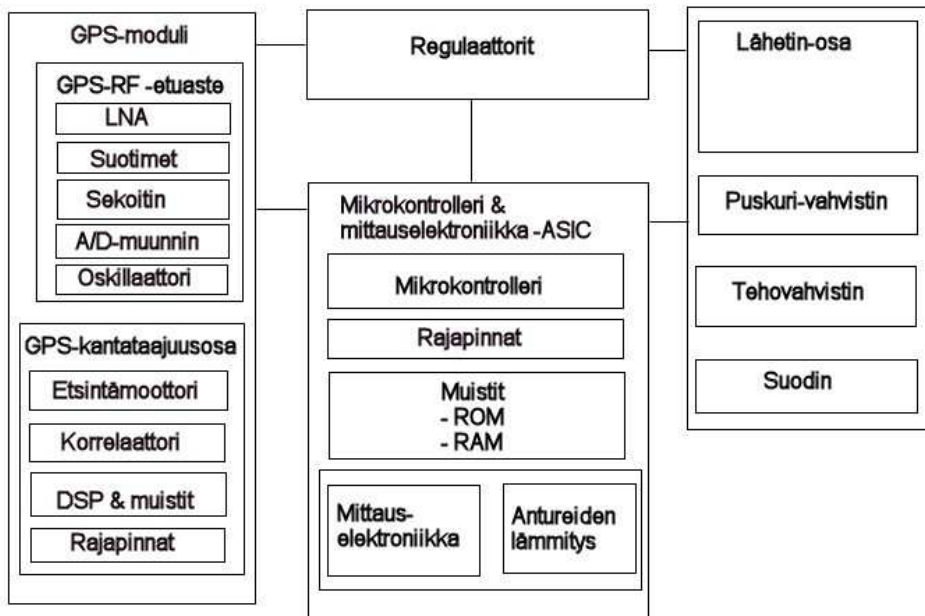 GPS-moduli
GPS-RF -etuaste
LNA
Suotimet
Sekoitin
A/D-muunnin
Oskillaattori
GPS-kantataajuusosa
Etsintämoottori
Korrelaattori
DSP & muistit
Rajapinnat
Regulaattorit
Mikrokontrolleri &
mittauselektroniikka -ASIC
Mikrokontrolleri
Rajapinnat
Muistit
- ROM
- RAM
Mittaus-
elektroniikka
Antureiden
lämmitys
Lähetin-osa
Puskuri-vahvistin
Tehovahvistin
Suodin